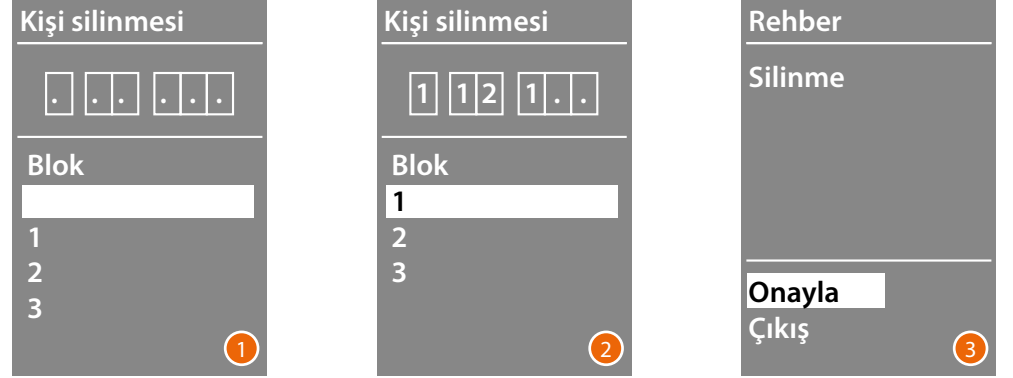 Kişi silinmesi
. . . . . .
Blok
1
2
3
1
Kişi silinmesi
1 1 2 1 . .
Blok
1
2
3
2
Rehber
Silinme
Onayla
Çıkış
3